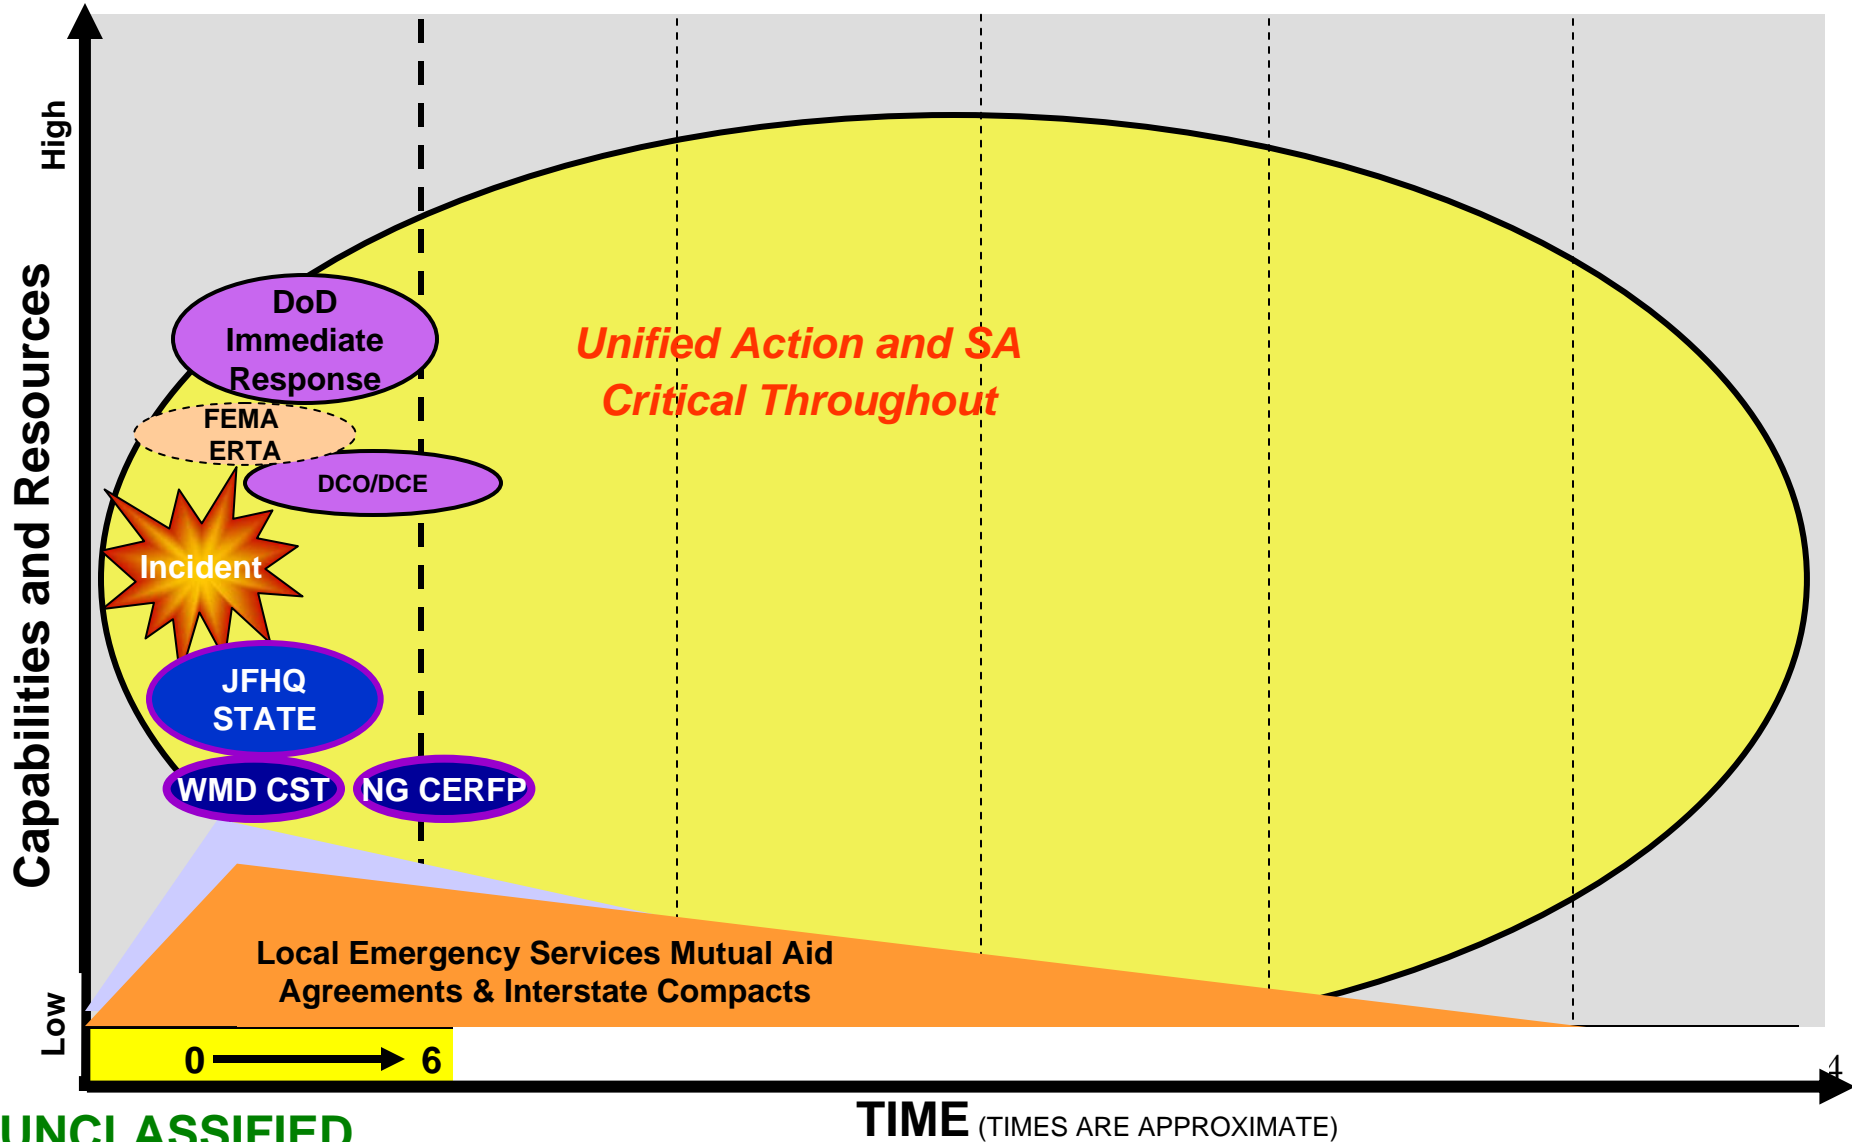 High
Capabilities and Resources
Low
DoD
Immediate
Response
FEMA
ERTA
DCO/DCE
Incident
JFHQ
STATE
WMD CST
NG CERFP
Unified Action and SA
Critical Throughout
Local Emergency Services Mutual Aid
Agreements & Interstate Compacts
0 6
4
TIME (TIMES ARE APPROXIMATE)
UNCLASSIFIED